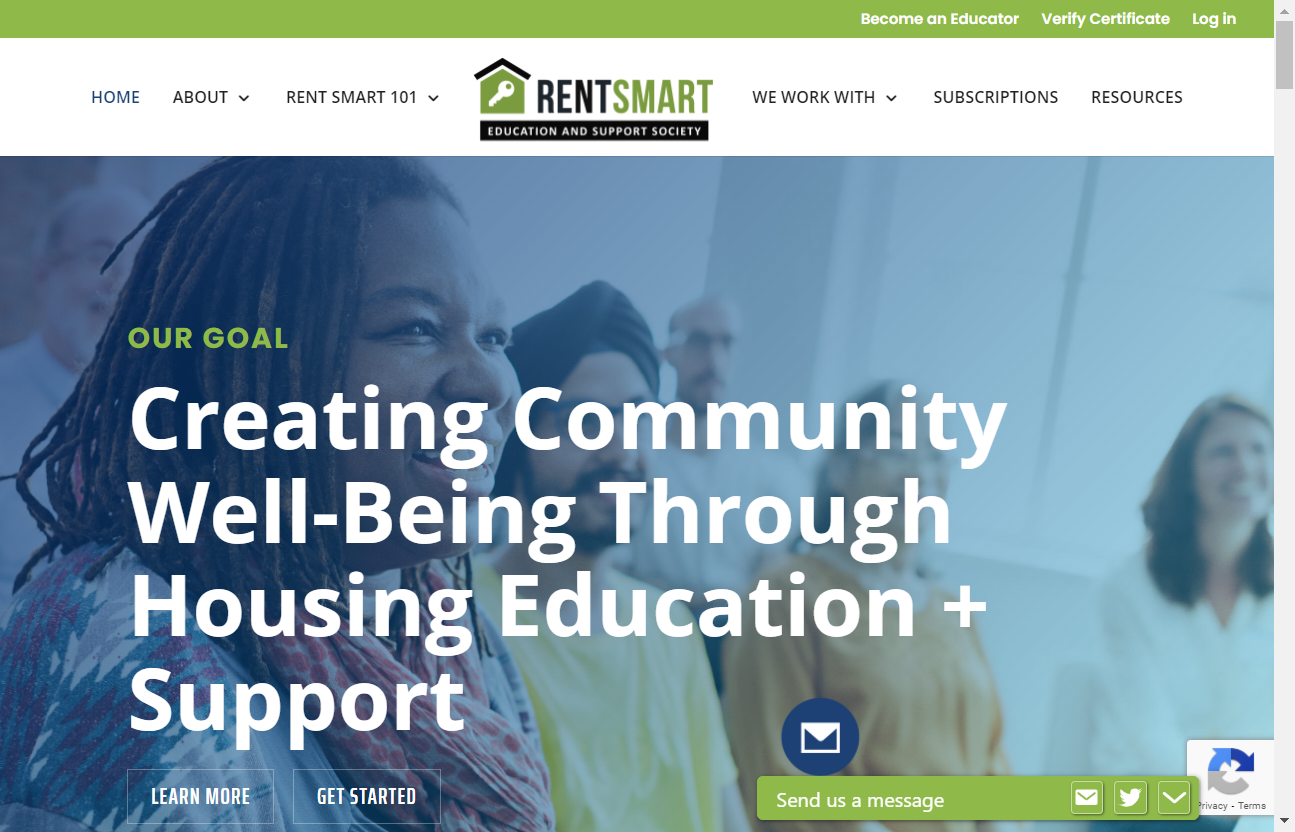 Become an Educator Verify Certificate Log in
HOME ABOUT RENT SMART 101 RENTSMART WE WORK WITH SUBSCRIPTIONS RESOURCES
EDUCATION AND SUPPORT SOCIETY
OUR GOAL
Creating Community
Well-Being Through
Housing Education +
Support
LEARN MORE GET STARTED
Send us a message
Privacy - Terms